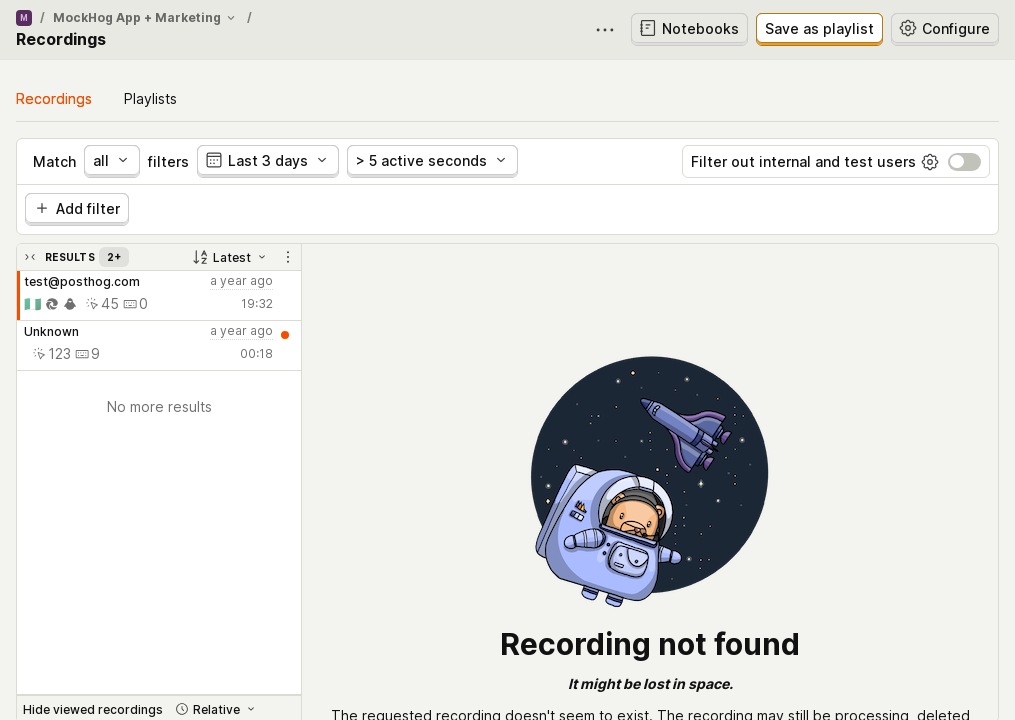 M / MockHog App + Marketing /
Recordings
Notebooks
Save as playlist
Configure
Recordings
Playlists
Match all filters Last 3 days > 5 active seconds
Filter out internal and test users
Add filter
RESULTS 2+
Latest
test@posthog.com a year ago
45 0 19:32
Unknown a year ago
123 9 00:18
No more results
Recording not found
It might be lost in space.
The requested recording doesn't seem to exist. The recording may still be processing, deleted
Hide viewed recordings Relative